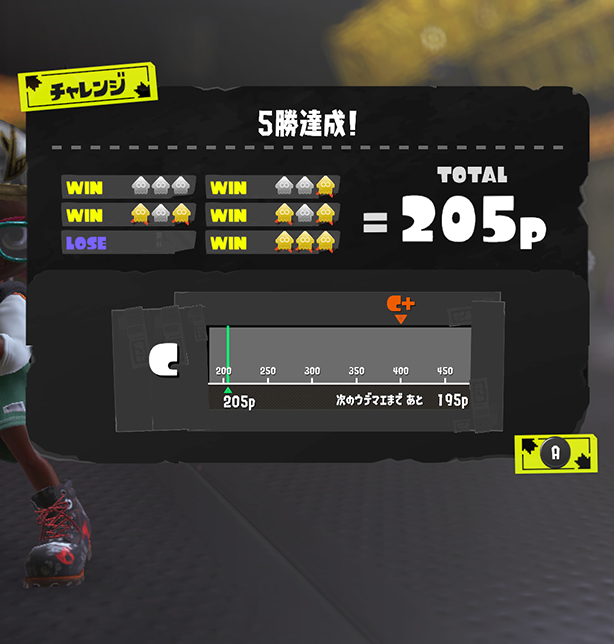 チャレンジ
5勝達成!
WIN WIN
WIN WIN
LOSE WIN
TOTAL
= 205p
C+
C
200 250 300 350 400 450
205p 次のウデマエまで あと 195p
A